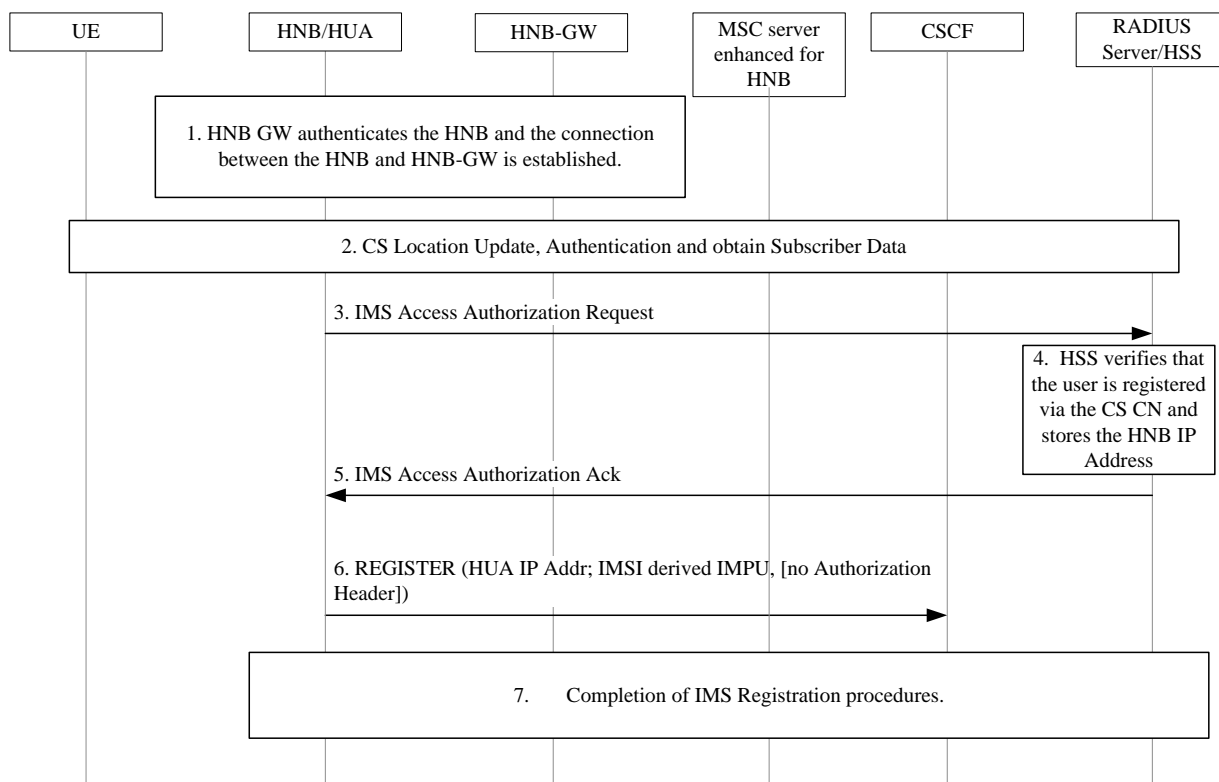 UE
HNB/HUA
HNB-GW
MSC server
enhanced for
HNB
CSCF
RADIUS
Server/HSS
1. HNB GW authenticates the HNB and the connection
between the HNB and HNB-GW is established.
2. CS Location Update, Authentication and obtain Subscriber Data
3. IMS Access Authorization Request
4. HSS verifies that
the user is registered
via the CS CN and
stores the HNB IP
Address
5. IMS Access Authorization Ack
6. REGISTER (HUA IP Addr; IMSI derived IMPU, [no Authorization
Header])
7. Completion of IMS Registration procedures.